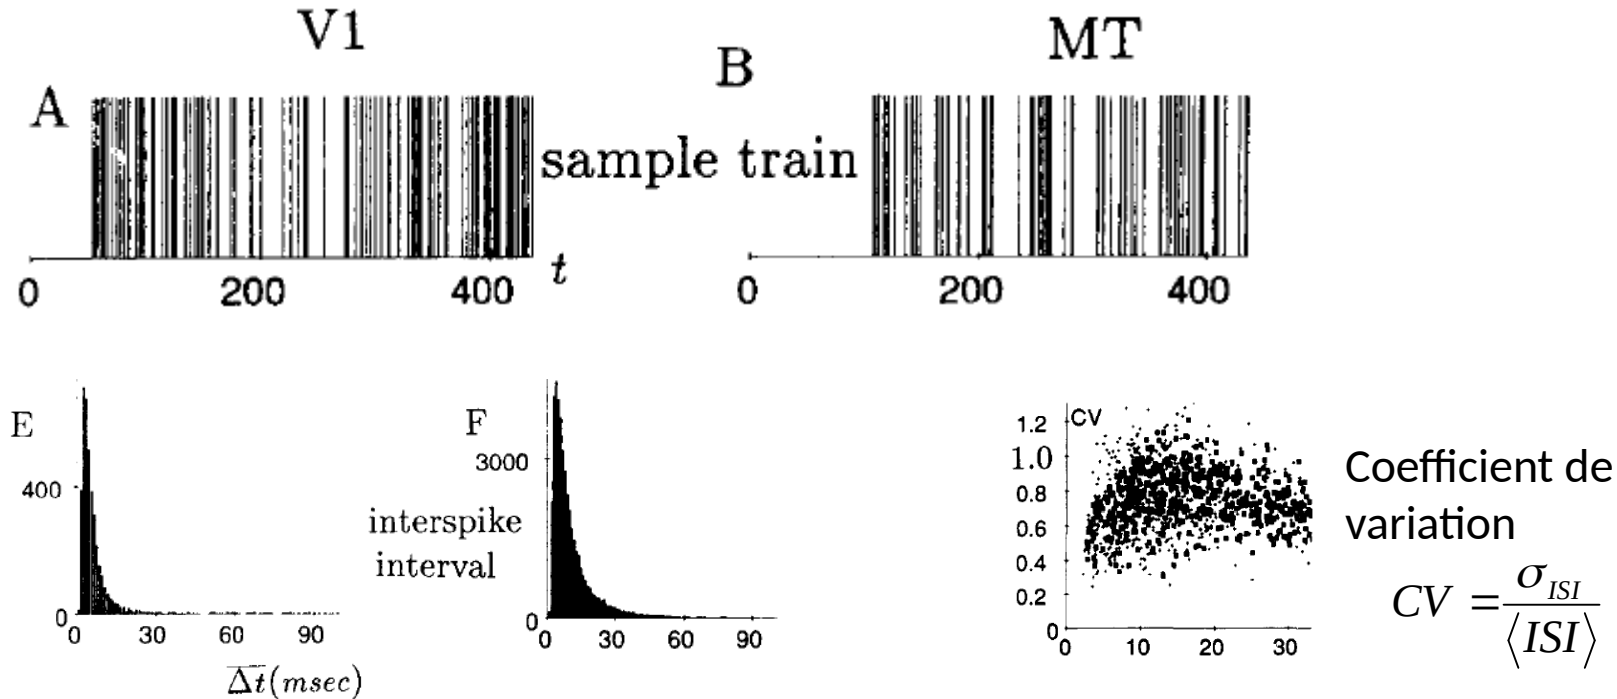 V1
MT
A
B
sample train
0
200
400
t
0
200
400
E
400
0
0
30
60
90
Δt(msec)
F
3000
0
interspike
interval
0
30
60
90
CV
1.2
1.0
0.8
0.6
0.4
0.2
0
0
10
20
30
Coefficient de
variation
CV = σ_ISI / ⟨ISI⟩